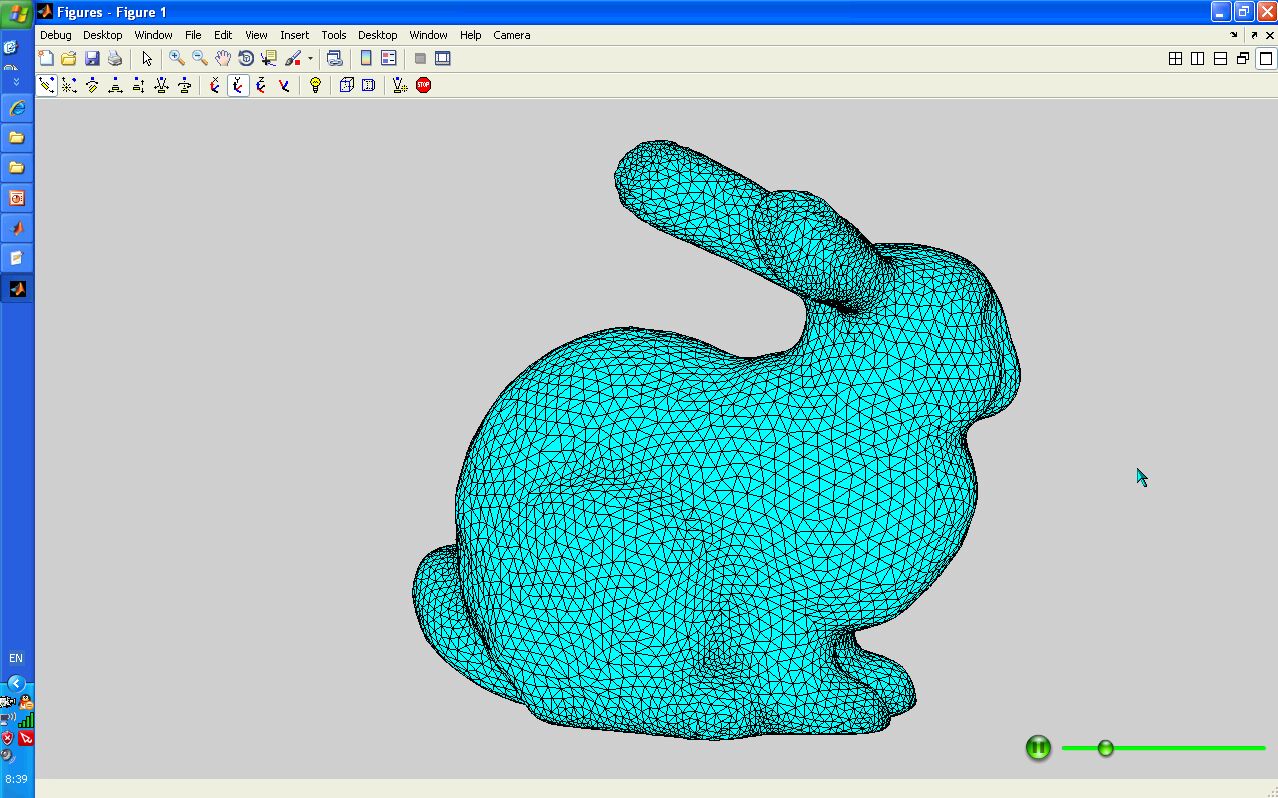 Figures - Figure 1
Debug Desktop Window File Edit View Insert Tools Desktop Window Help Camera
STOP
EN
8:39